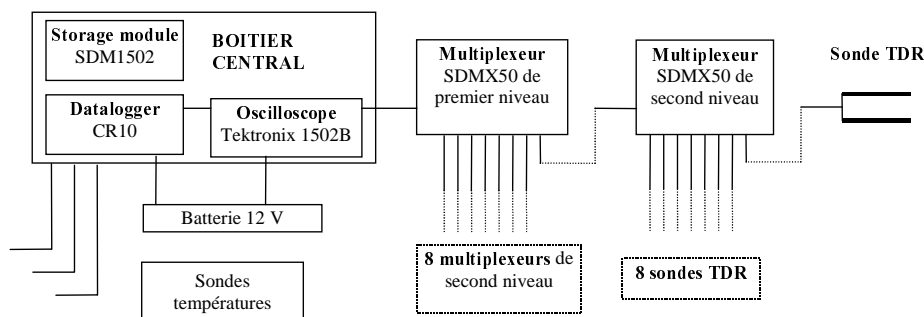 Storage module
SDM1502
BOITIER
CENTRAL
Datalogger
CR10
Oscilloscope
Tektronix 1502B
Batterie 12 V
Sondes
températures
Multiplexeur
SDMX50 de
premier niveau
8 multiplexeurs de
second niveau
Multiplexeur
SDMX50 de
second niveau
8 sondes TDR
Sonde TDR